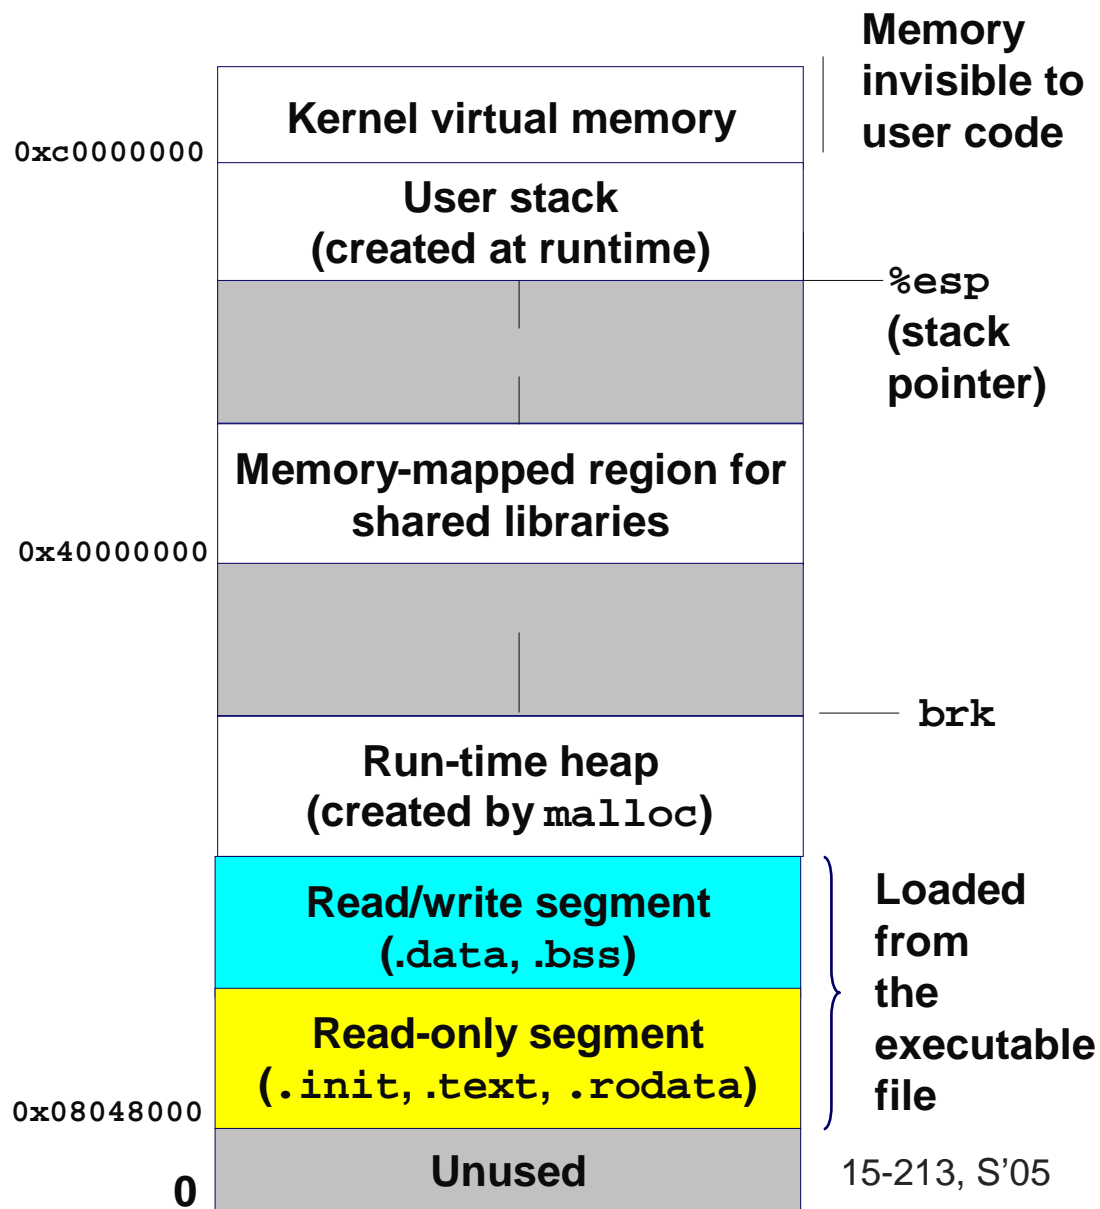 Memory
invisible to
user code
Kernel virtual memory
0xc0000000
User stack
(created at runtime)
%esp
(stack
pointer)
Memory-mapped region for
shared libraries
0x40000000
brk
Run-time heap
(created by malloc)
Read/write segment
(.data, .bss)
Loaded
from
the
executable
file
Read-only segment
(.init, .text, .rodata)
0x08048000
Unused
0
15-213, S’05